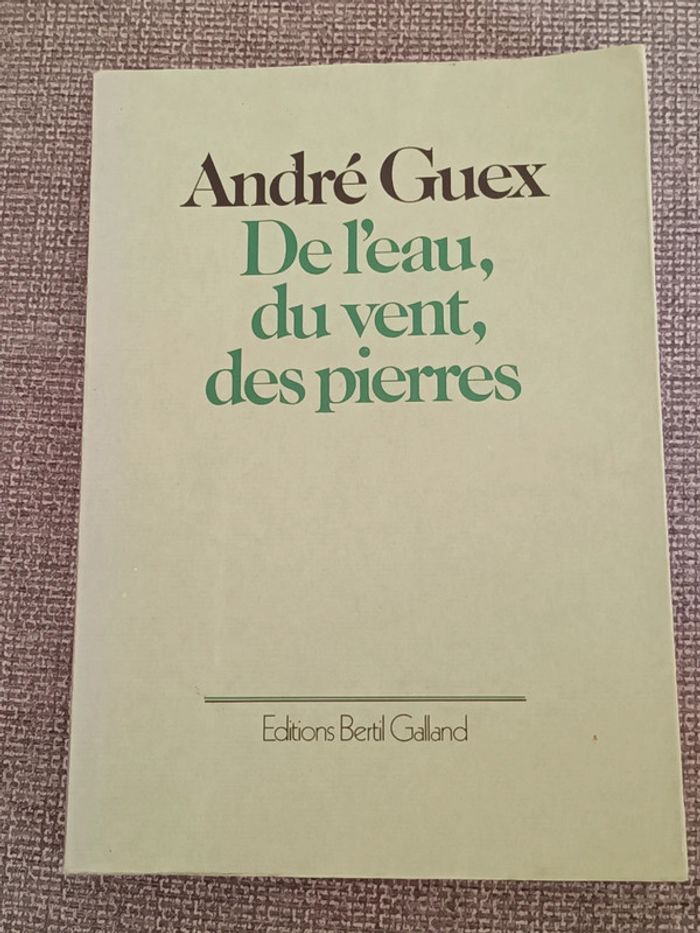 André Guex
De l'eau,
du vent,
des pierres
Editions Bertil Galland